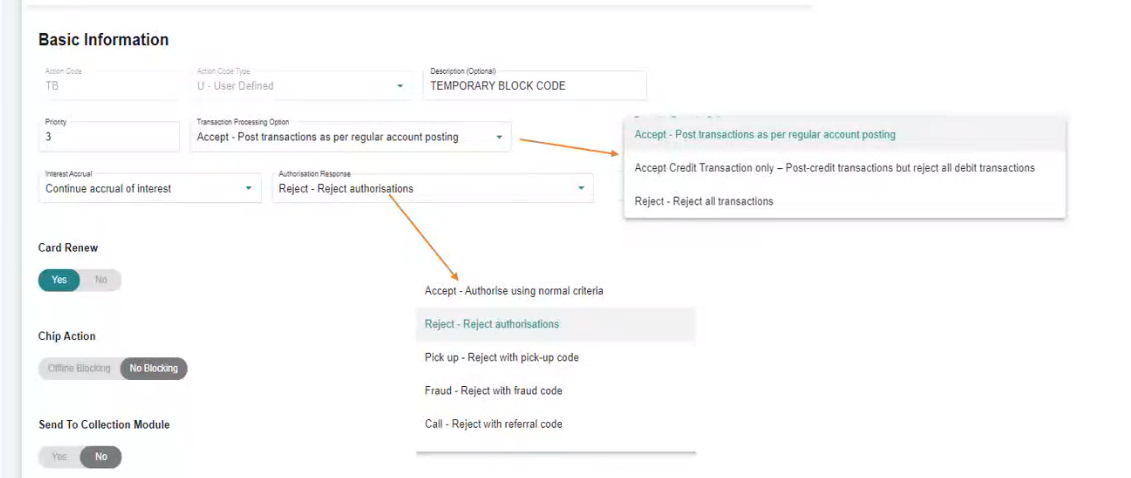 Basic Information
Action Code
TB
Action Code Type
U - User Defined
Description (Optional)
TEMPORARY BLOCK CODE
Priority
3
Transaction Processing Option
Accept - Post transactions as per regular account posting
Accept - Post transactions as per regular account posting
Accept Credit Transaction only – Post-credit transactions but reject all debit transactions
Reject - Reject all transactions
Interest Accrual
Continue accrual of interest
Authorisation Response
Reject - Reject authorisations
Card Renew
Yes No
Accept - Authorise using normal criteria
Reject - Reject authorisations
Pick up - Reject with pick-up code
Fraud - Reject with fraud code
Call - Reject with referral code
Chip Action
Offline Blocking No Blocking
Send To Collection Module
Yes No